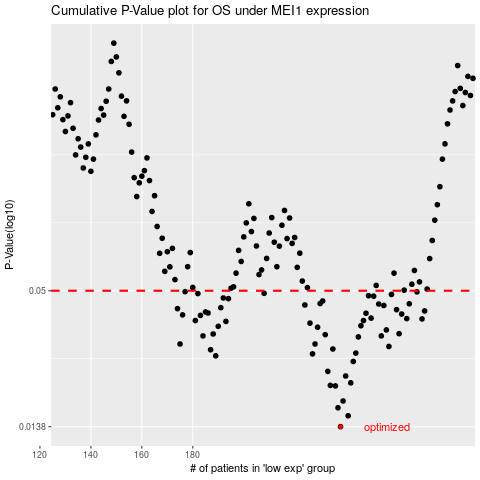 Cumulative P-Value plot for OS under MEI1 expression
P-Value(log10)
0.05
0.0138
optimized
120 140 160 180
# of patients in 'low exp' group